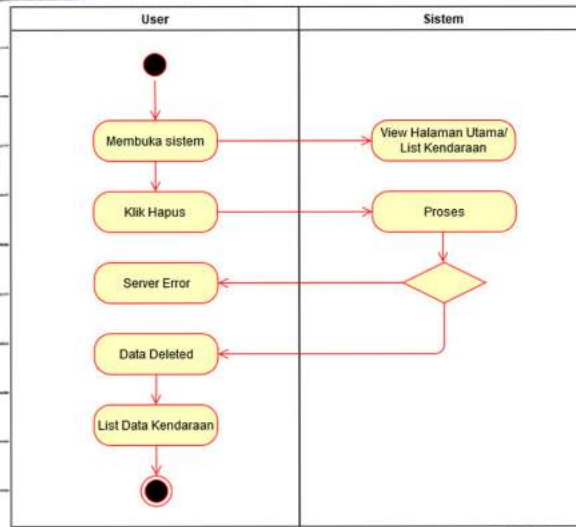 User
Sistem
Membuka sistem
View Halaman Utama/
List Kendaraan
Klik Hapus
Proses
Server Error
Data Deleted
List Data Kendaraan